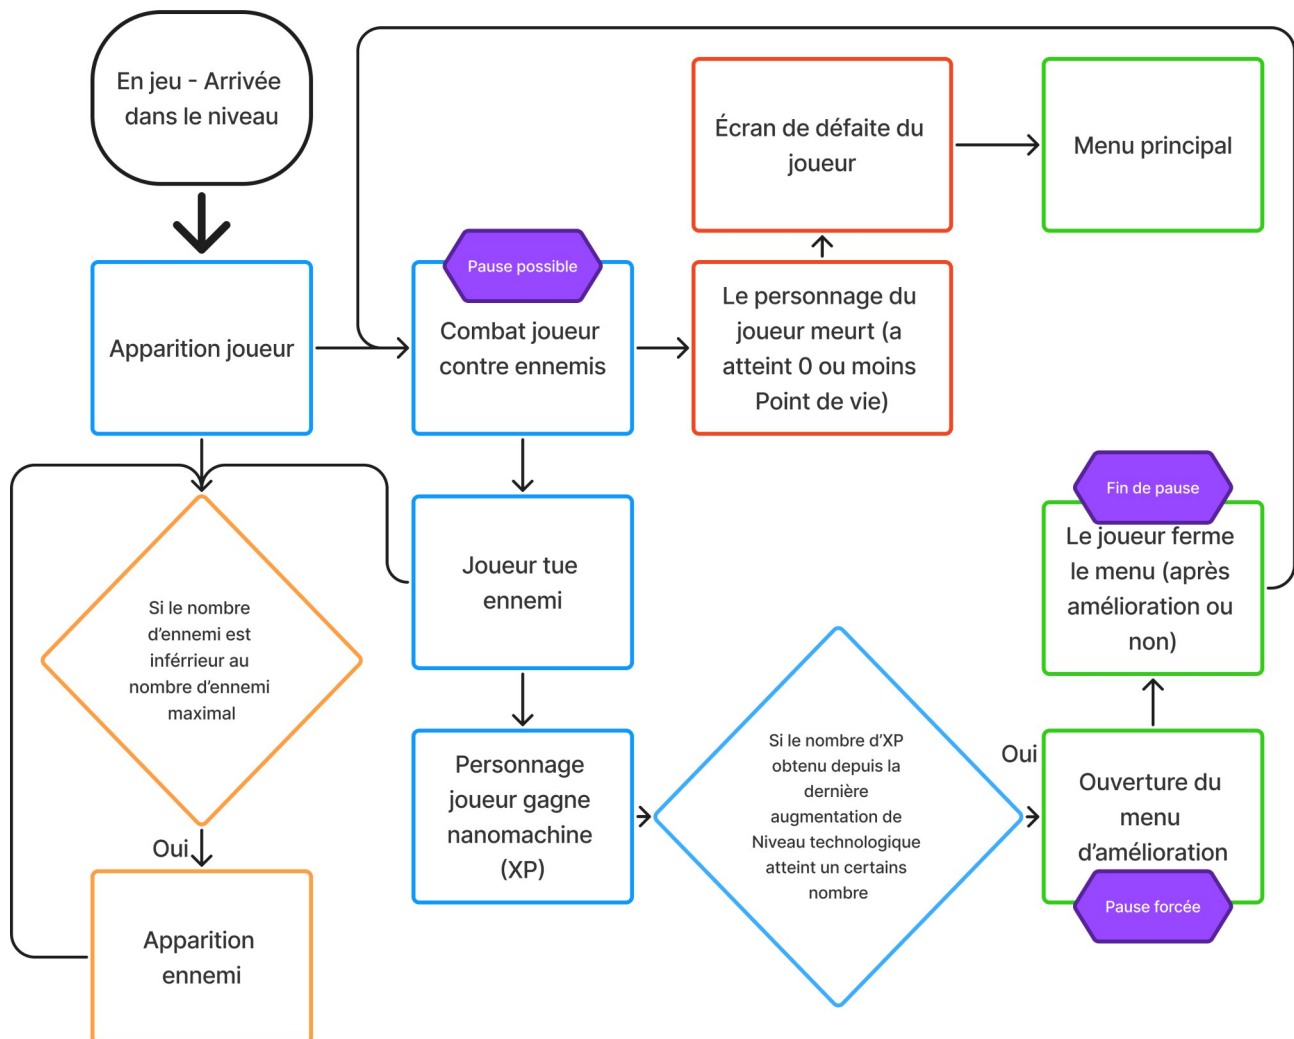 En jeu - Arrivée
dans le niveau
Écran de défaite du
joueur
Menu principal
Pause possible
Apparition joueur
Combat joueur
contre ennemis
Le personnage du
joueur meurt (a
atteint 0 ou moins
Point de vie)
Fin de pause
Le joueur ferme
le menu (après
amélioration ou
non)
Joueur tue
ennemi
Si le nombre
d'ennemi est
inférrieur au
nombre d'ennemi
maximal
Oui
Apparition
ennemi
Personnage
joueur gagne
nanomachine
(XP)
Si le nombre d'XP
obtenu depuis la
dernière
augmentation de
Niveau technologique
atteint un certains
nombre
Oui
Ouverture du
menu
d'amélioration
Pause forcée